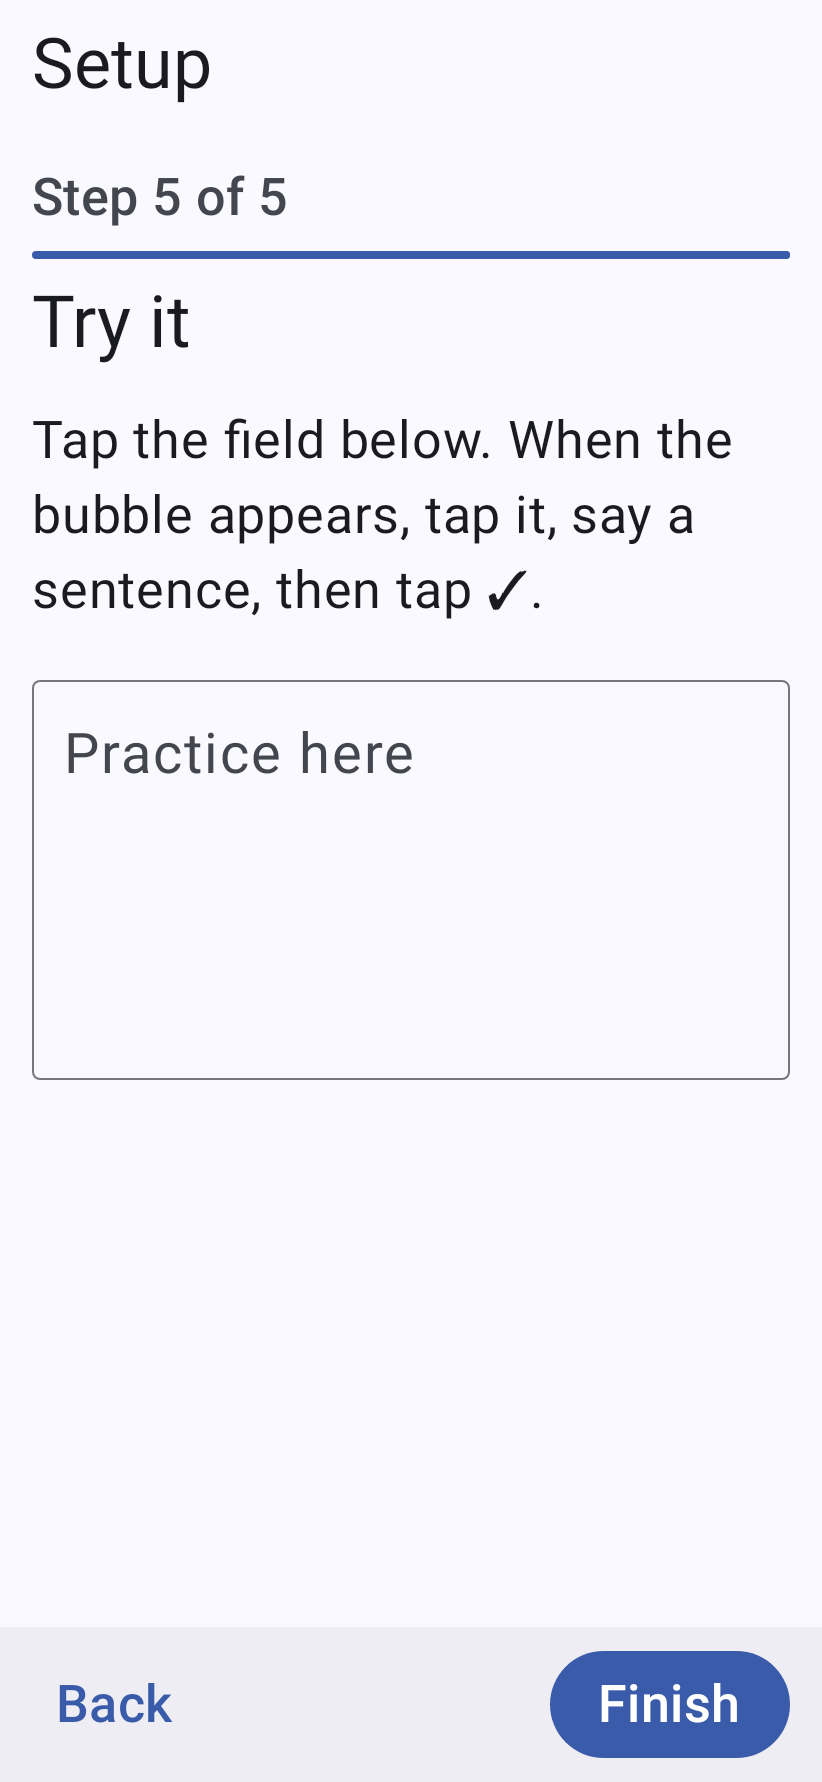 Setup
Step 5 of 5
Try it
Tap the field below. When the
bubble appears, tap it, say a
sentence, then tap ✓.
Practice here
Back
Finish